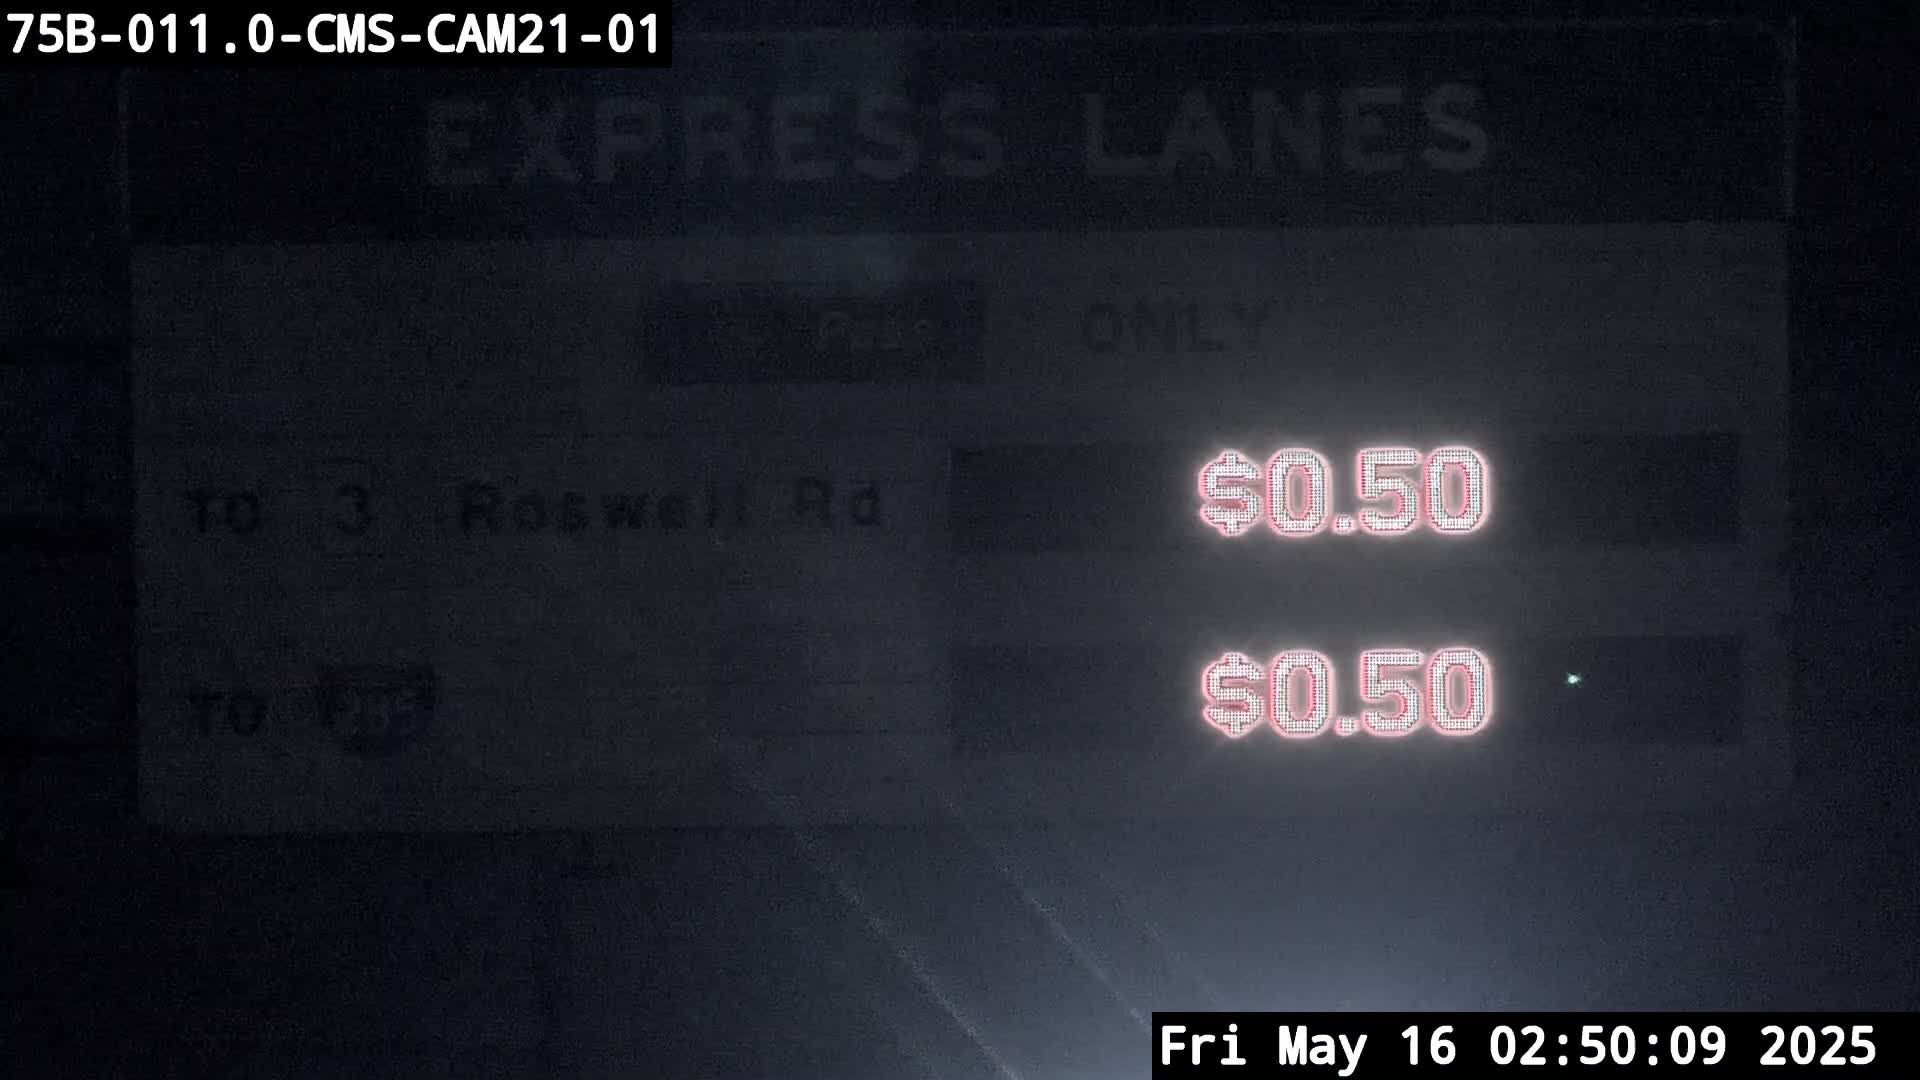 75B-011.0-CMS-CAM21-01
EXPRESS LANES
ONLY
TO 3 Roswell Rd $0.50
TO $0.50
Fri May 16 02:50:09 2025